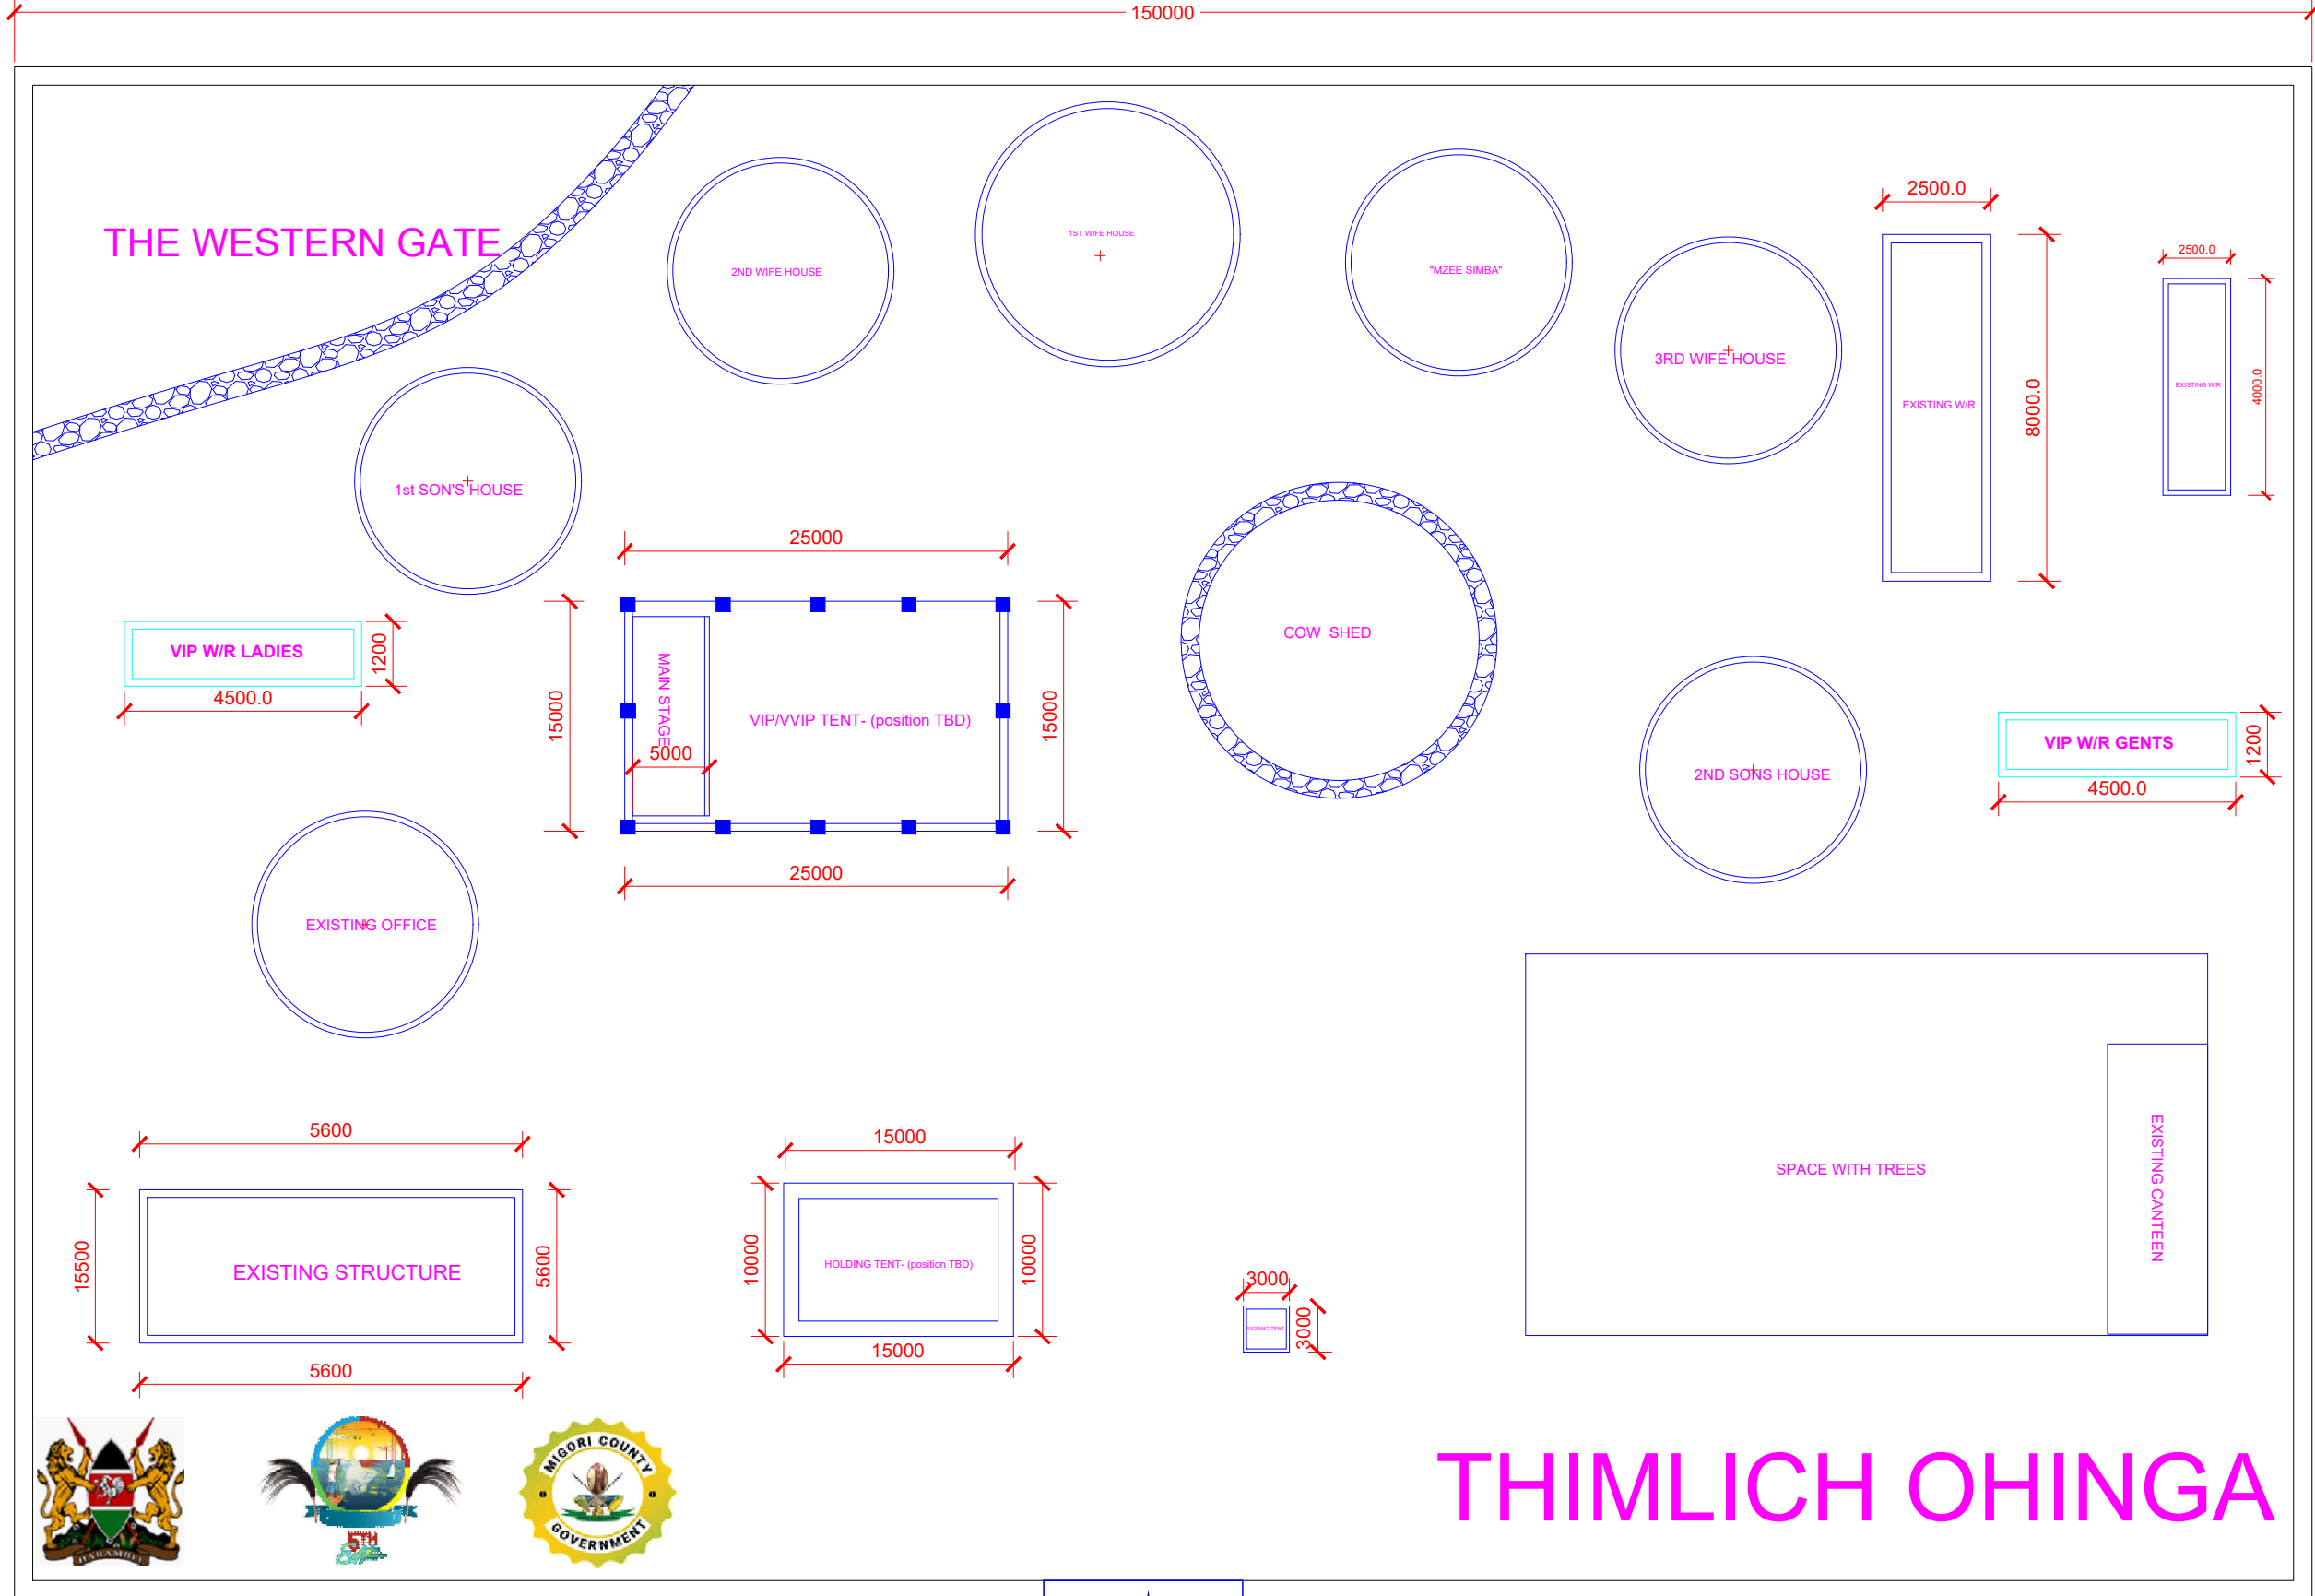 150000
THE WESTERN GATE
2ND WIFE HOUSE
1ST WIFE HOUSE
"MZEE SIMBA"
3RD WIFE HOUSE
2500.0
EXISTING W/R
8000.0
2500.0
EXISTING W/R
4000.0
1st SON'S HOUSE
25000
VIP W/R LADIES
1200
4500.0
15000
MAIN STAGE
5000
VIP/VVIP TENT- (position TBD)
15000
25000
COW SHED
2ND SONS HOUSE
VIP W/R GENTS
1200
4500.0
EXISTING OFFICE
SPACE WITH TREES
EXISTING CANTEEN
5600
15500
EXISTING STRUCTURE
5600
5600
15000
10000
HOLDING TENT- (position TBD)
10000
15000
3000
SIGNING TENT
3000
HARAMBEE
5TH
MIGORI COUNTY
GOVERNMENT
THIMLICH OHINGA